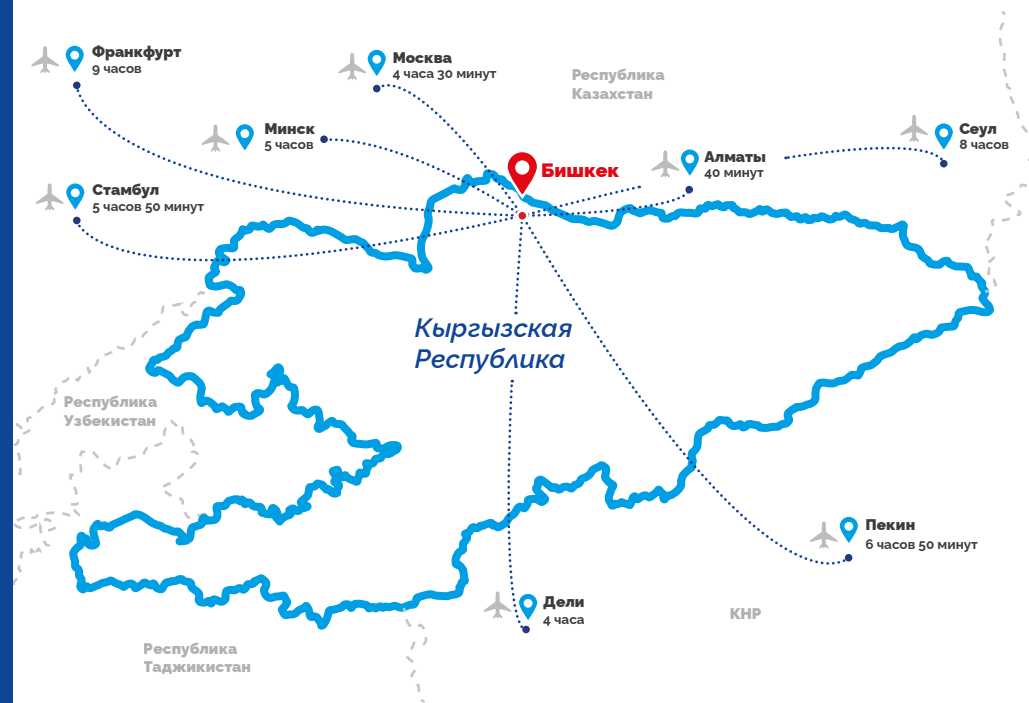 Франкфурт
9 часов
Москва
4 часа 30 минут
Республика
Казахстан
Минск
5 часов
Сеул
8 часов
Алматы
40 минут
Бишкек
Стамбул
5 часов 50 минут
Кыргызская
Республика
Республика
Узбекистан
Пекин
6 часов 50 минут
Дели
4 часа
КНР
Республика
Таджикистан